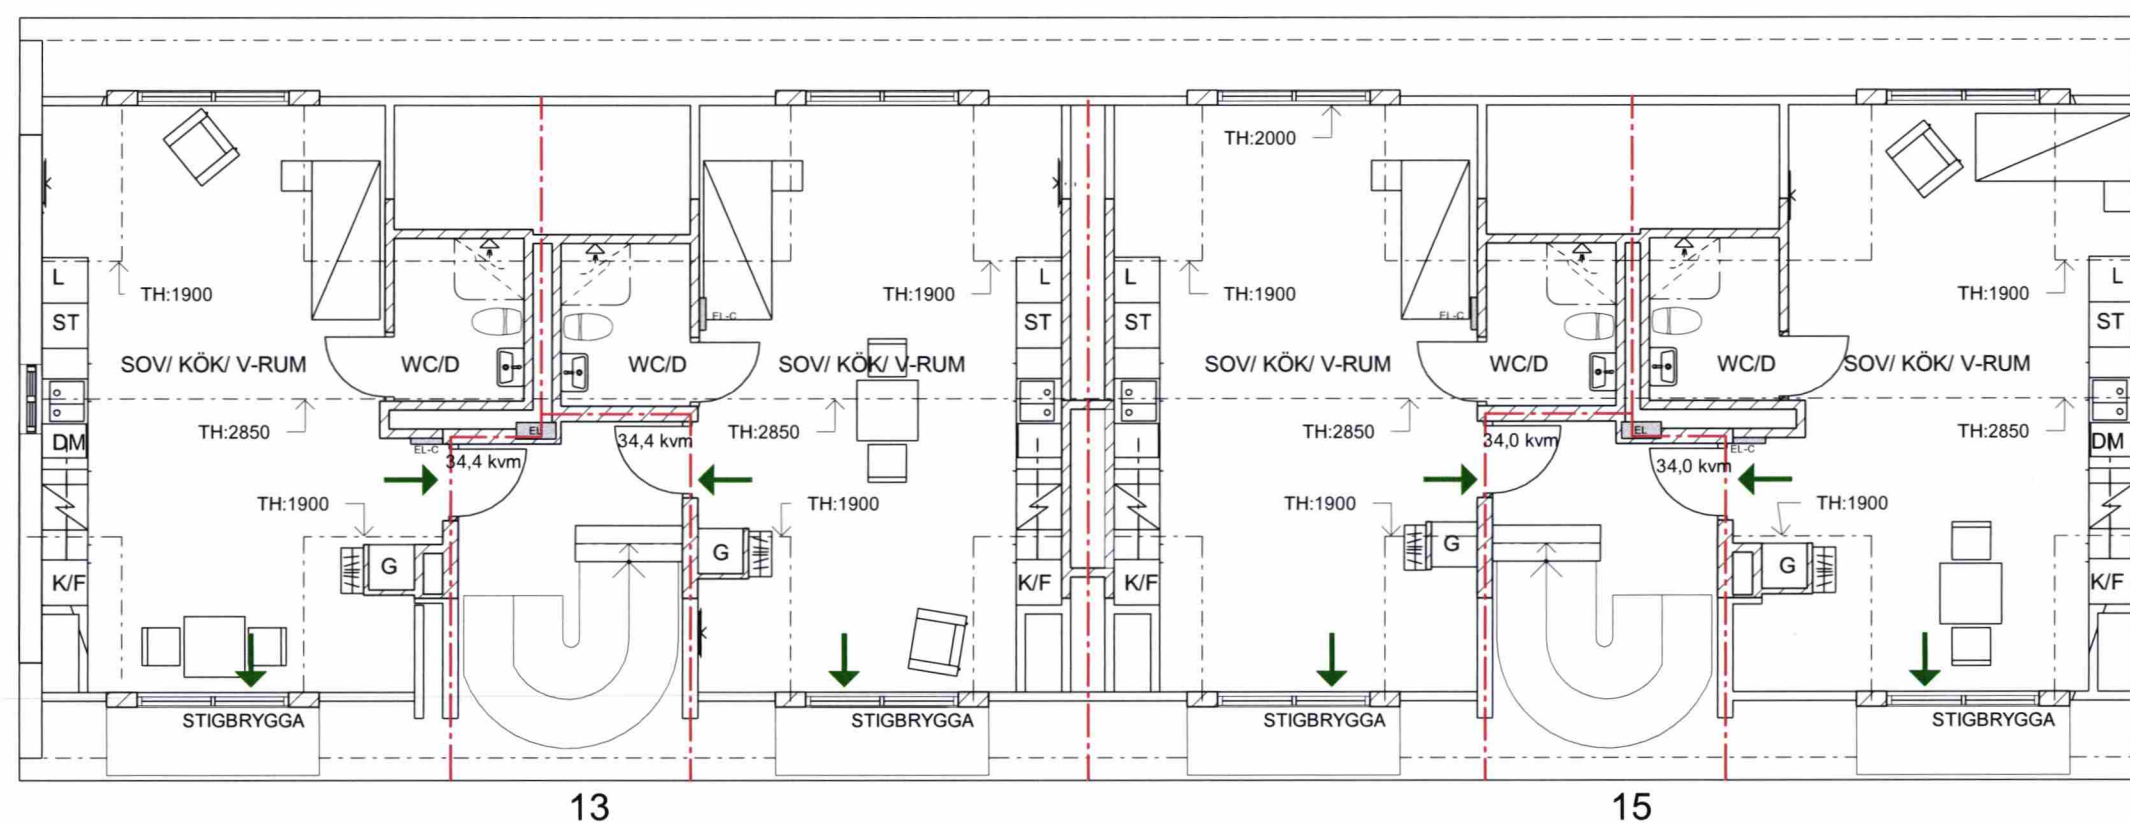 TH:2000
L
TH:1900
TH:1900
L
L
TH:1900
TH:1900
L
ST
EL-C
ST
ST
EL-C
ST
SOV/ KÖK/ V-RUM
WC/D
WC/D
SOV/ KÖK/ V-RUM
SOV/ KÖK/ V-RUM
WC/D
WC/D
SOV/ KÖK/ V-RUM
DM
TH:2850
EL-C
EL
34,4 kvm
34,4 kvm
TH:2850
TH:2850
34,0 kvm
EL
34,0 kvm
EL-C
TH:2850
DM
TH:1900
TH:1900
TH:1900
TH:1900
K/F
G
G
K/F
K/F
G
G
K/F
STIGBRYGGA
STIGBRYGGA
STIGBRYGGA
STIGBRYGGA
13
15